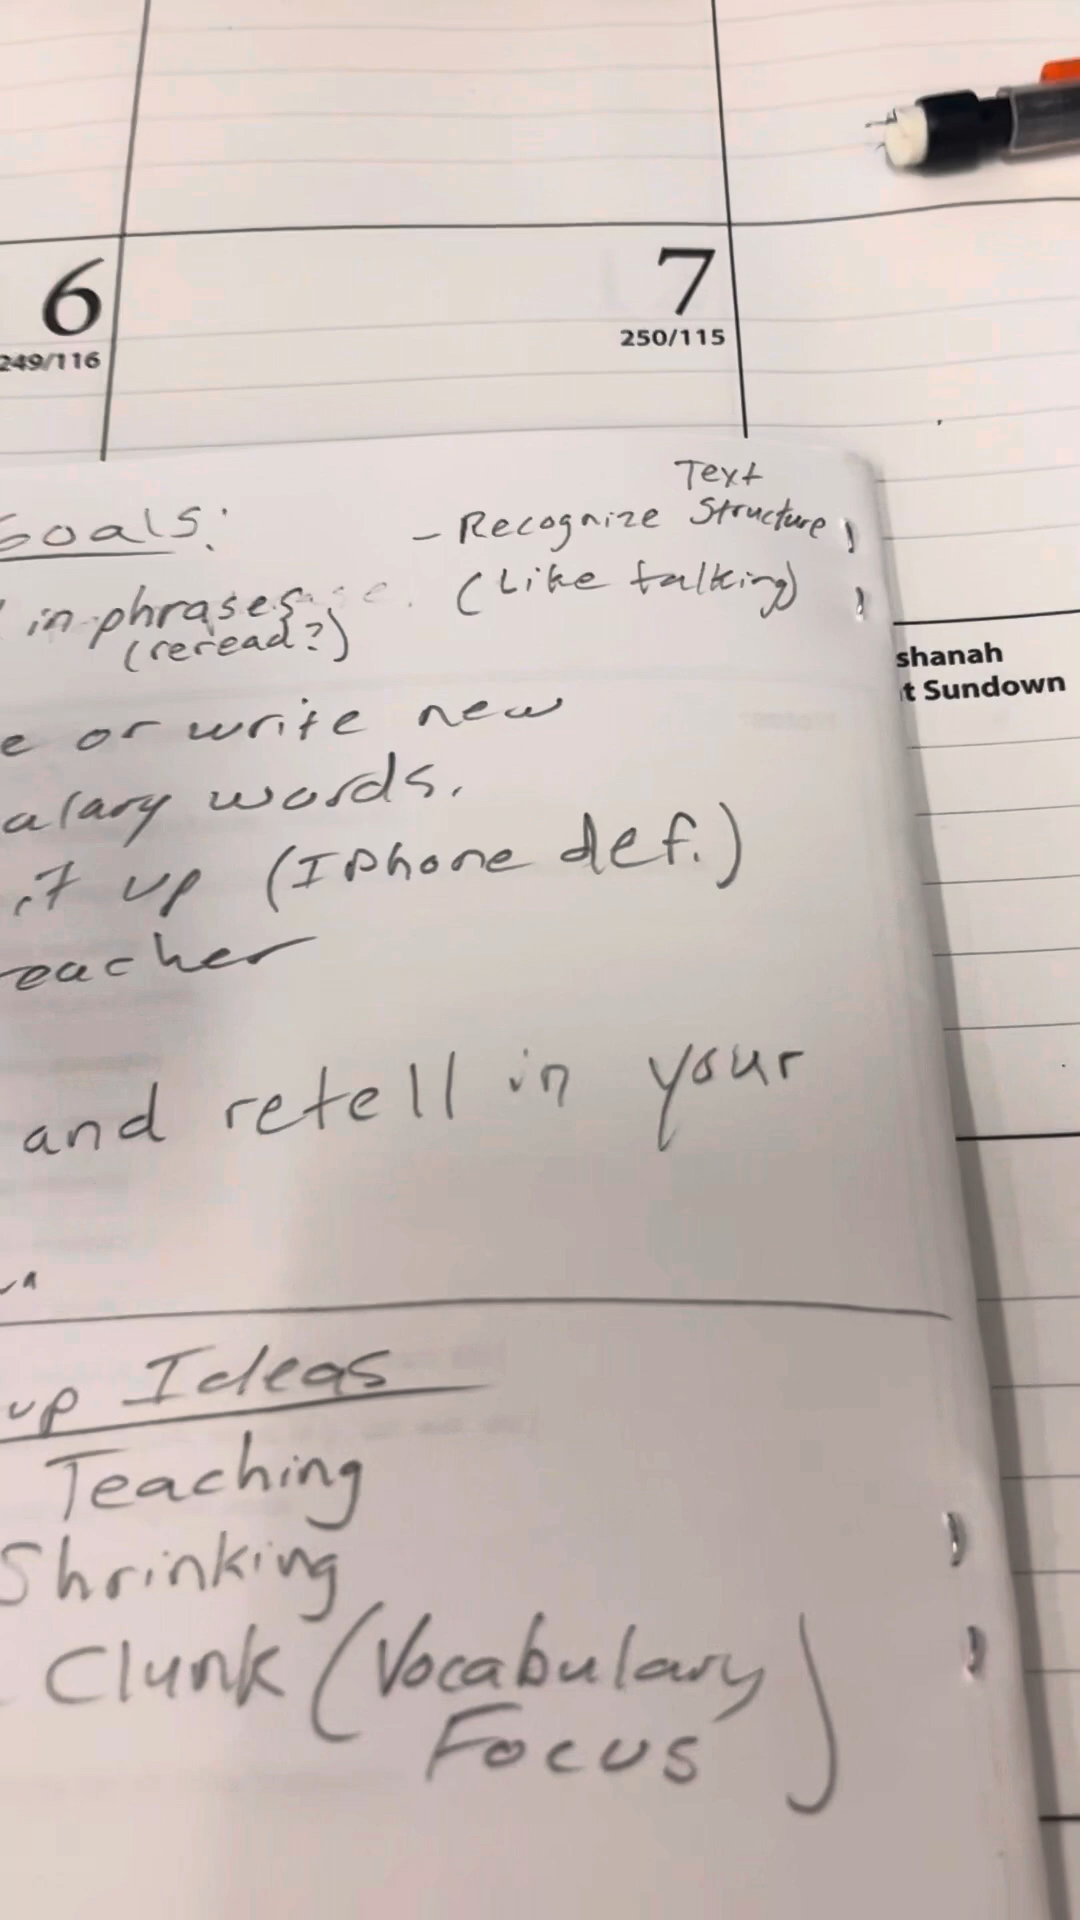 6
7
249/116
250/115
Goals:
Text
- Recognize Structure
in phrases. (Like talking)
(reread?)
shanah
t Sundown
e or write new
alary words.
it up (Iphone def.)
eacher
and retell in your
up Ideas
Teaching
Shrinking
Clunk (Vocabulary
Focus)